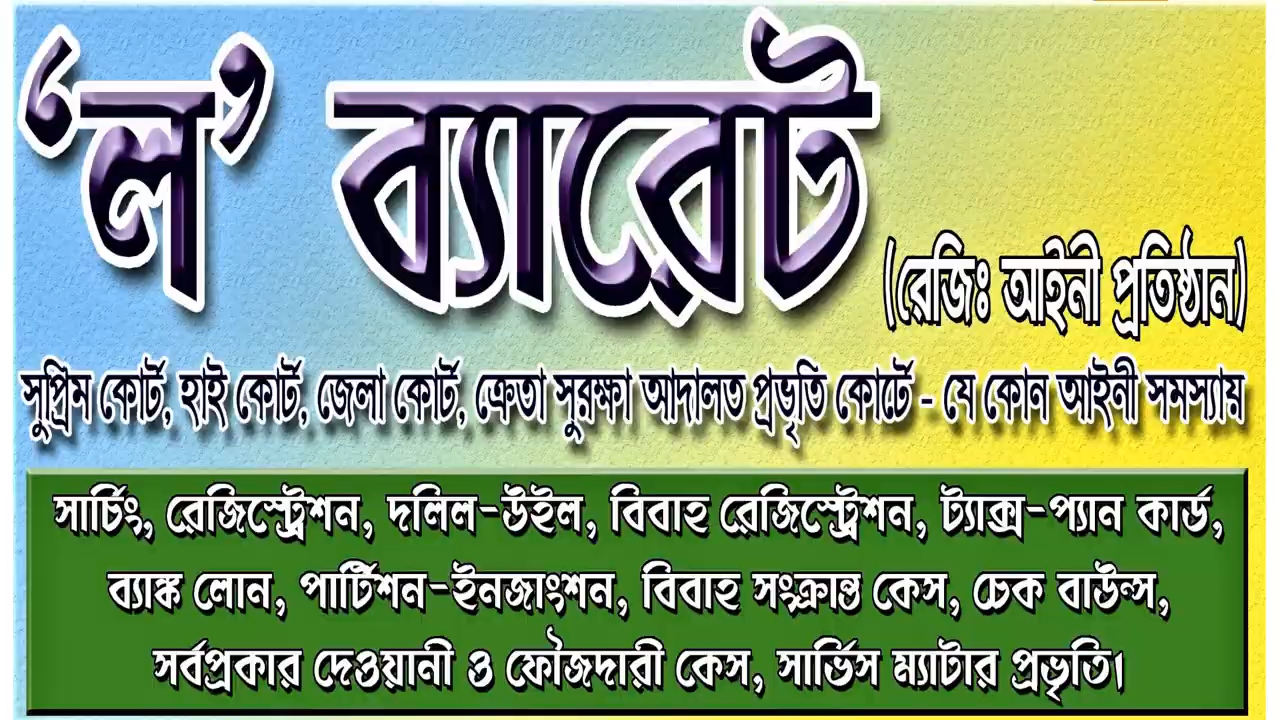 ‘ল’ ব্যারেট
(রেজিঃ আইনী প্রতিষ্ঠান)
সুপ্রিম কোর্ট, হাই কোর্ট, জেলা কোর্ট, ক্রেতা সুরক্ষা আদালত প্রভৃতি কোর্টে - যে কোন আইনী সমস্যায়
সার্চিং, রেজিস্ট্রেশন, দলিল-উইল, বিবাহ রেজিস্ট্রেশন, ট্যাক্স-প্যান কার্ড,
ব্যাঙ্ক লোন, পার্টিশন-ইনজাংশন, বিবাহ সংক্রান্ত কেস, চেক বাউন্স,
সর্বপ্রকার দেওয়ানী ও ফৌজদারী কেস, সার্ভিস ম্যাটার প্রভৃতি।